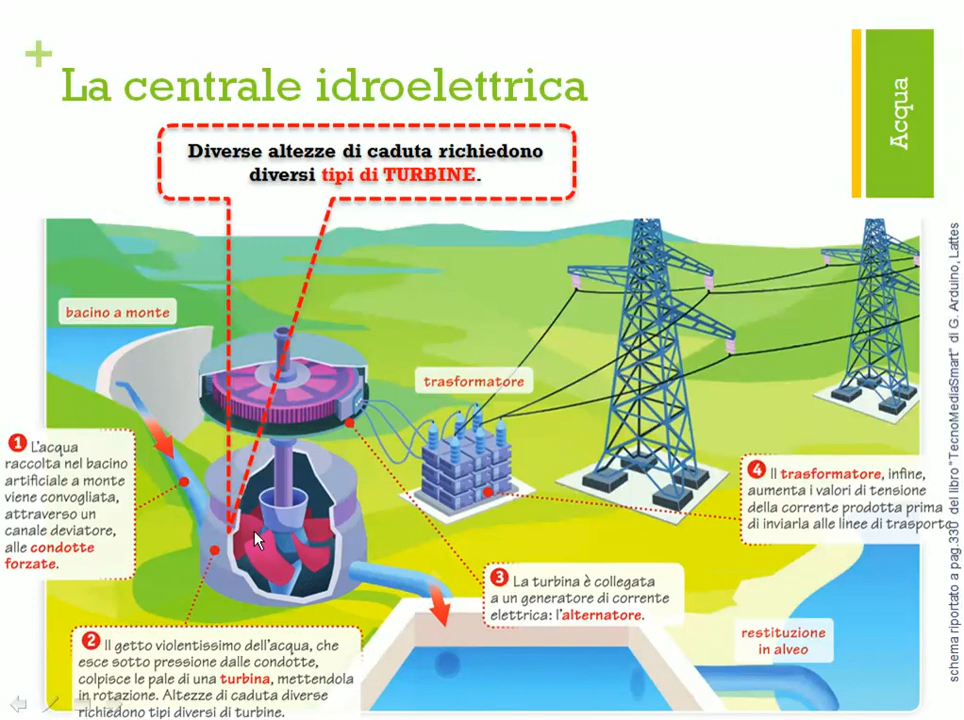 +
La centrale idroelettrica
Acqua
Diverse altezze di caduta richiedono
diversi tipi di TURBINE.
bacino a monte
trasformatore
1 L'acqua
raccolta nel bacino
artificiale a monte
viene convogliata,
attraverso un
canale deviatore,
alle condotte
forzate.
4 Il trasformatore, infine,
aumenta i valori di tensione
della corrente prodotta prima
di inviarla alle linee di trasporto
3 La turbina è collegata
a un generatore di corrente
elettrica: l'alternatore.
2 Il getto violentissimo dell'acqua, che
esce sotto pressione dalle condotte,
colpisce le pale di una turbina, mettendola
in rotazione. Altezze di caduta diverse
richiedono tipi diversi di turbine.
restituzione
in alveo
schema riportato a pag.330 del libro "TecnoMediaSmart" di G. Arduino, Lattes